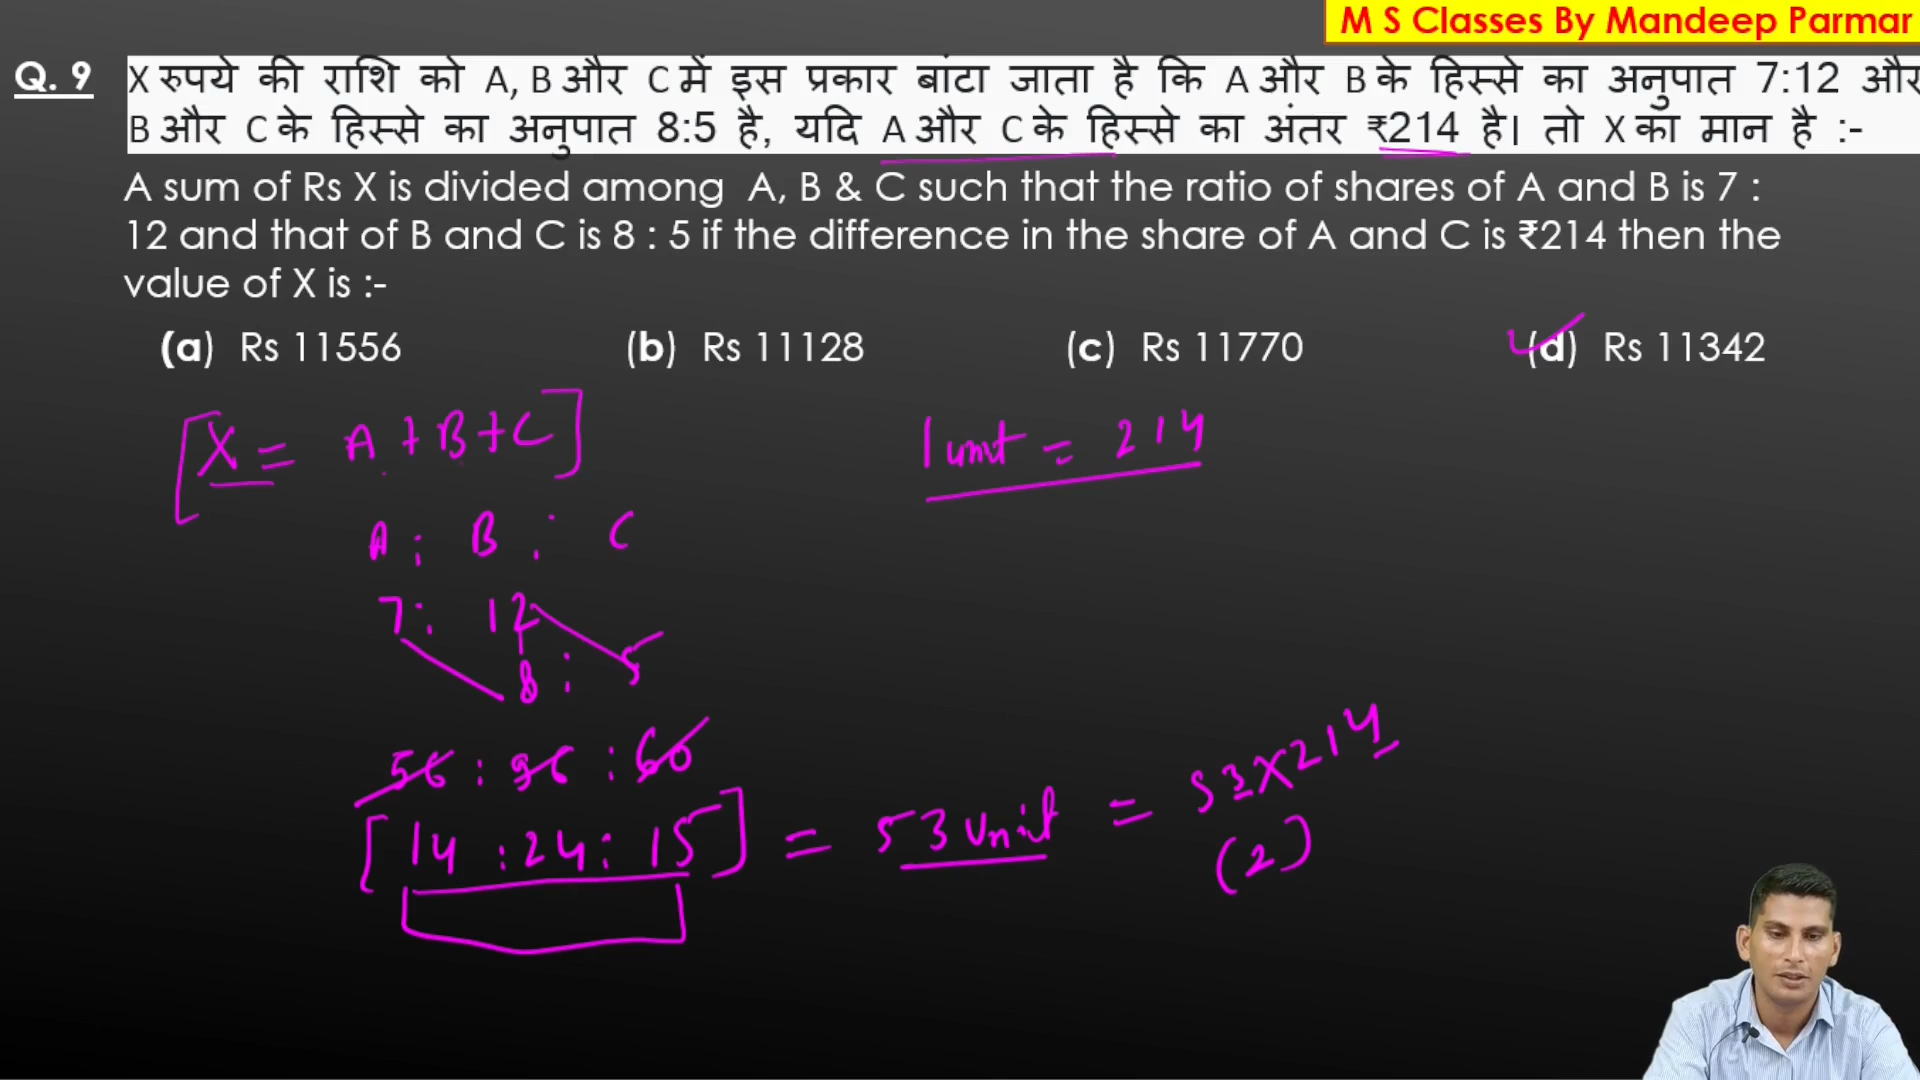 M S Classes By Mandeep Parmar
Q. 9 X रुपये की राशि को A, B और C में इस प्रकार बांटा जाता है कि A और B के हिस्से का अनुपात 7:12 और
B और C के हिस्से का अनुपात 8:5 है, यदि A और C के हिस्से का अंतर ₹214 है। तो X का मान है :-
A sum of Rs X is divided among A, B & C such that the ratio of shares of A and B is 7 :
12 and that of B and C is 8 : 5 if the difference in the share of A and C is ₹214 then the
value of X is :-
(a) Rs 11556 (b) Rs 11128 (c) Rs 11770 (d) Rs 11342
[X = A + B + C] 1 unit = 214
A : B : C
7 : 12
8 : 5
56 : 96 : 60
[14 : 24 : 15] = 53 Unit = 53 X 214
(2)